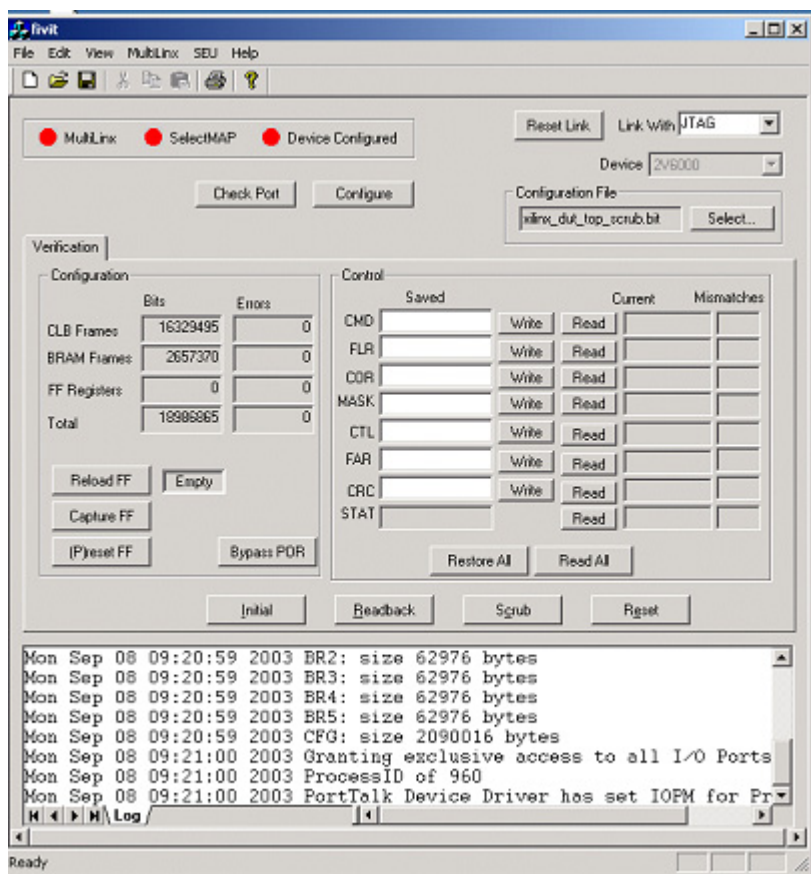 fivit
File Edit View MultiLinx SEU Help
MultiLinx SelectMAP Device Configured
Reset Link Link With JTAG
Device 2V6000
Check Port Configure
Configuration File
xilinx_dut_top_scrub.bit Select...
Verification
Configuration
Bits Errors
CLB Frames 16329495 0
BRAM Frames 2657370 0
FF Registers 0 0
Total 18986865 0
Reload FF Empty
Capture FF
(P)reset FF Bypass POR
Control
Saved Current Mismatches
CMD Write Read
FLR Write Read
COR Write Read
MASK Write Read
CTL Write Read
FAR Write Read
CRC Write Read
STAT Read
Restore All Read All
Initial Readback Scrub Reset
Mon Sep 08 09:20:59 2003 BR2: size 62976 bytes
Mon Sep 08 09:20:59 2003 BR3: size 62976 bytes
Mon Sep 08 09:20:59 2003 BR4: size 62976 bytes
Mon Sep 08 09:20:59 2003 BR5: size 62976 bytes
Mon Sep 08 09:20:59 2003 CFG: size 2090016 bytes
Mon Sep 08 09:21:00 2003 Granting exclusive access to all I/O Ports
Mon Sep 08 09:21:00 2003 ProcessID of 960
Mon Sep 08 09:21:00 2003 PortTalk Device Driver has set IOPM for Pr
Log
Ready